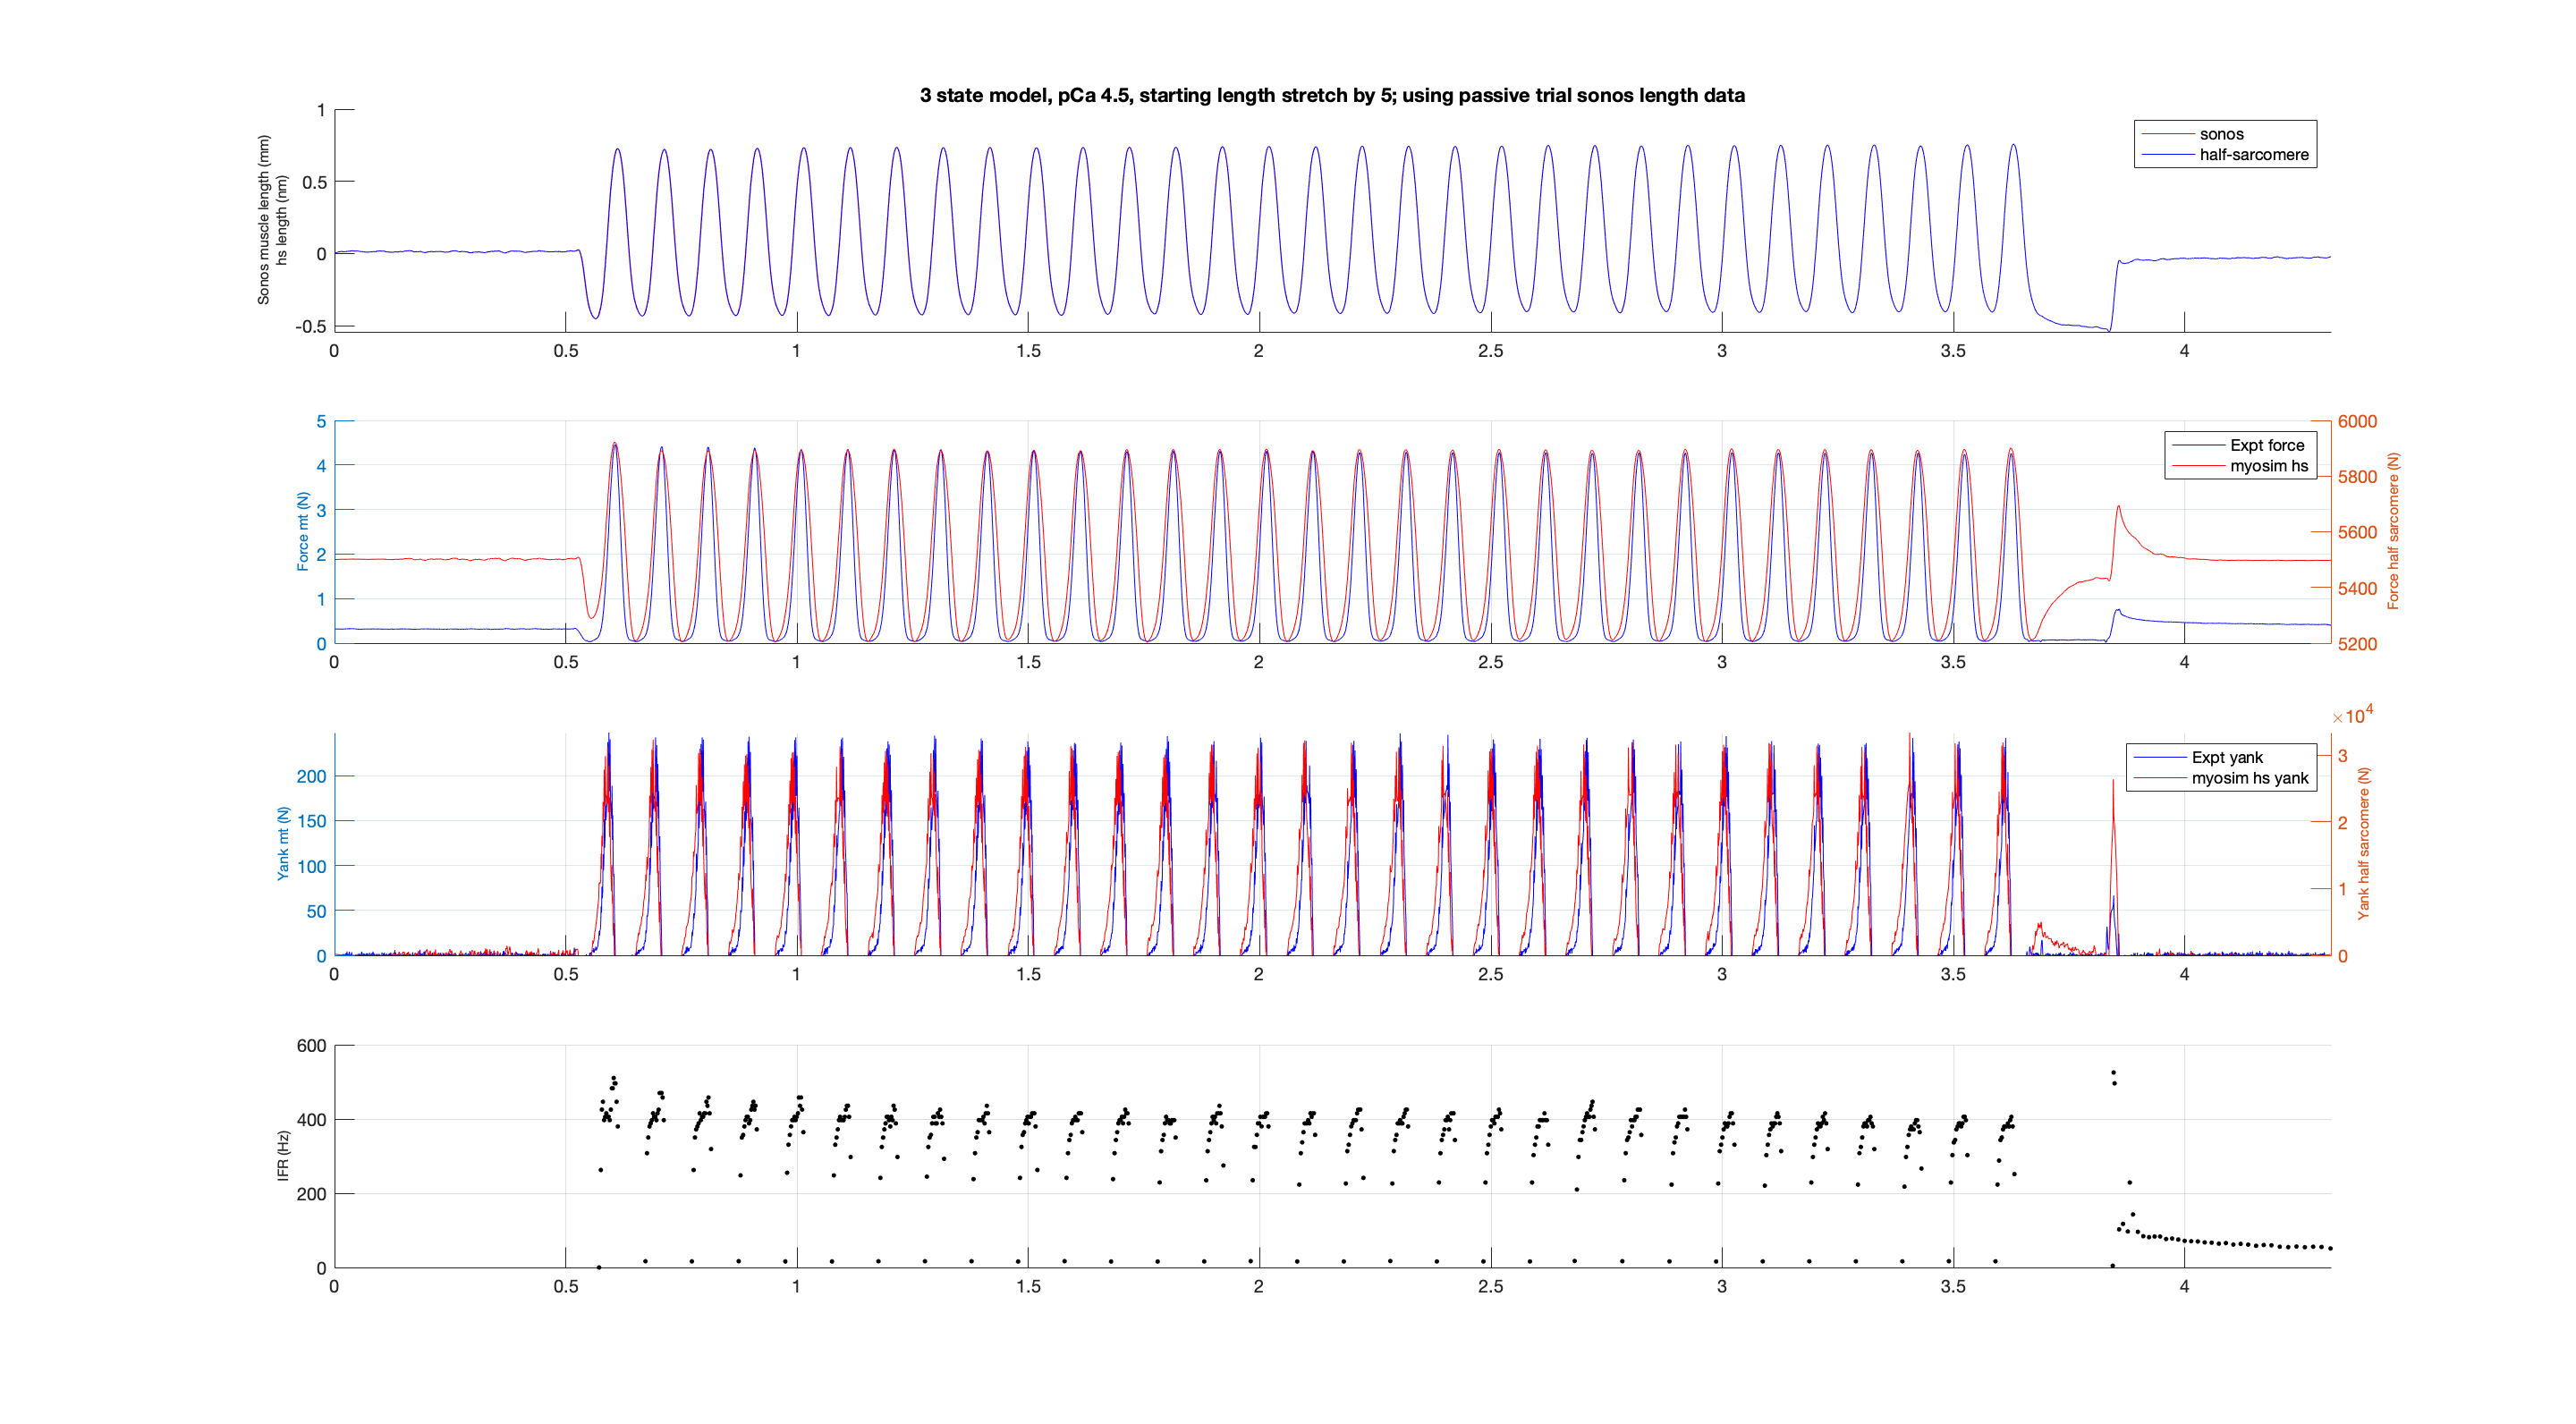 3 state model, pCa 4.5, starting length stretch by 5; using passive trial sonos length data
Sonos muscle length (mm)
hs length (nm)
1
0.5
0
-0.5
sonos
half-sarcomere
0 0.5 1 1.5 2 2.5 3 3.5 4
Force mt (N)
5
4
3
2
1
0
Expt force
myosim hs
6000
5800
5600
5400
5200
Force half sarcomere (N)
0 0.5 1 1.5 2 2.5 3 3.5 4
Yank mt (N)
200
150
100
50
0
×10^4
Expt yank
myosim hs yank
3
2
1
0
Yank half sarcomere (N)
0 0.5 1 1.5 2 2.5 3 3.5 4
IFR (Hz)
600
400
200
0
0 0.5 1 1.5 2 2.5 3 3.5 4